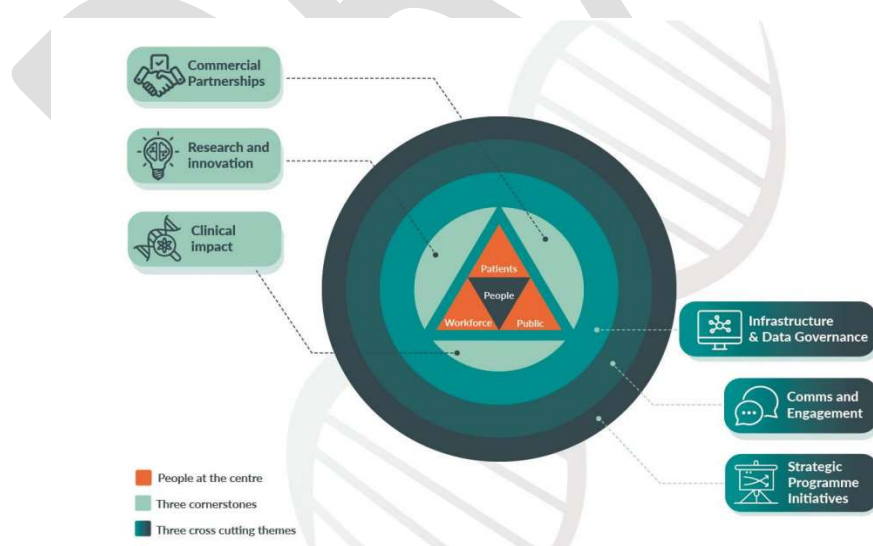 Commercial
Partnerships
Research and
innovation
Clinical
impact
Patients
People
Workforce
Public
Infrastructure
& Data Governance
Comms and
Engagement
Strategic
Programme
Initiatives
People at the centre
Three cornerstones
Three cross cutting themes